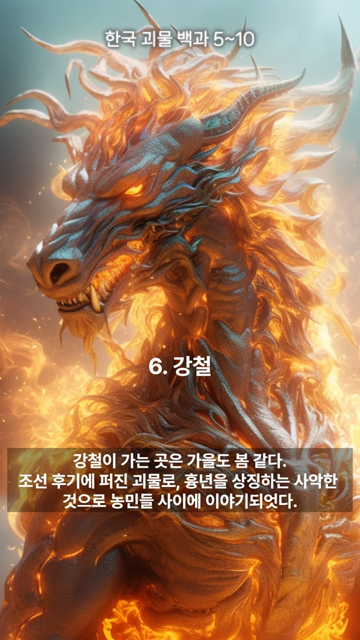 한국 괴물 백과 5~10
6. 강철
강철이 가는 곳은 가을도 봄 같다.
조선 후기에 퍼진 괴물로, 흉년을 상징하는 사악한
것으로 농민들 사이에 이야기되엇다.